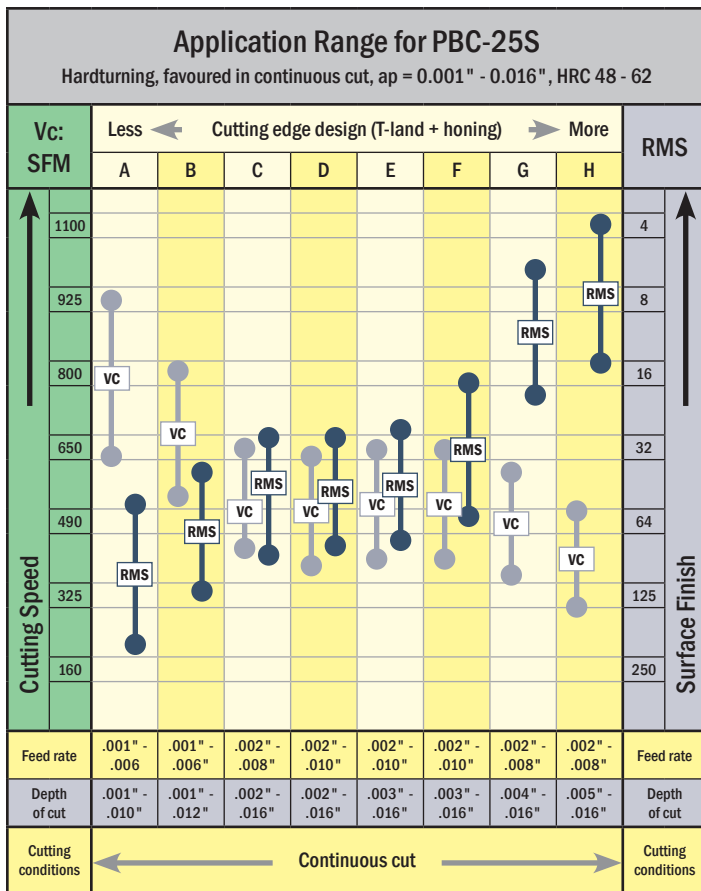 Application Range for PBC-25S
Hardturning, favoured in continuous cut, ap = 0.001" - 0.016", HRC 48 - 62
Vc:
SFM
Less Cutting edge design (T-land + honing) More
RMS
A B C D E F G H
1100 4
925 8
RMS
RMS
800 16
VC
VC
650 32
RMS
RMS RMS RMS
VC VC VC VC
490 64
VC
RMS
VC
RMS
325 125
160 250
Cutting Speed
Surface Finish
Feed rate
.001" - .001" - .002" - .002" - .002" - .002" - .002" - .002" -
.006 .006" .008" .010" .010" .010" .008" .008"
Feed rate
Depth
of cut
.001" - .001" - .002" - .002" - .003" - .003" - .004" - .005" -
.010" .012" .016" .016" .016" .016" .016" .016"
Depth
of cut
Cutting
conditions
Continuous cut
Cutting
conditions